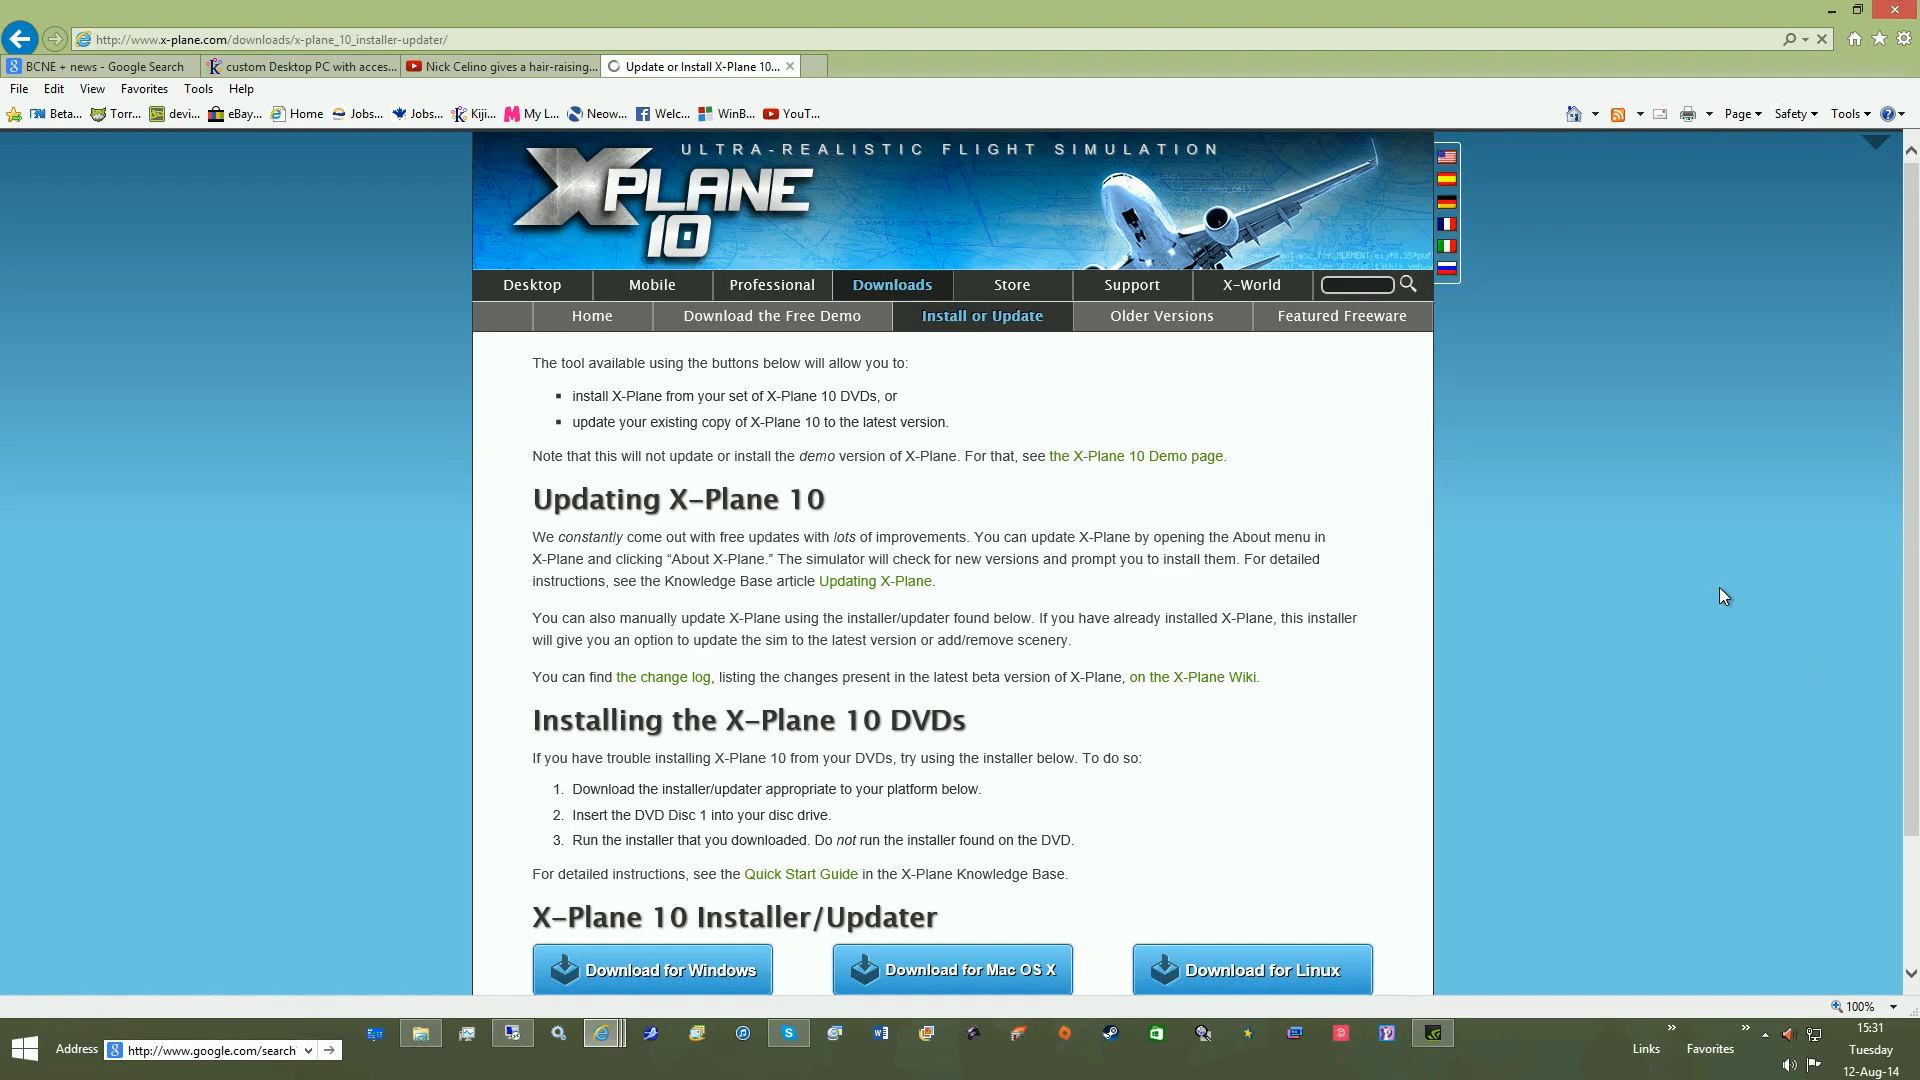 http://www.x-plane.com/downloads/x-plane_10_installer-updater/
BCNE + news - Google Search
custom Desktop PC with acces...
Nick Celino gives a hair-raising...
Update or Install X-Plane 10...
File Edit View Favorites Tools Help
Beta... Torr... devi... eBay... Home Jobs... Jobs... Kiji... My L... Neow... Welc... WinB... YouT...
Page Safety Tools
ULTRA-REALISTIC FLIGHT SIMULATION
X PLANE
10
Desktop Mobile Professional Downloads Store Support X-World
Home Download the Free Demo Install or Update Older Versions Featured Freeware
The tool available using the buttons below will allow you to:
install X-Plane from your set of X-Plane 10 DVDs, or
update your existing copy of X-Plane 10 to the latest version.
Note that this will not update or install the demo version of X-Plane. For that, see the X-Plane 10 Demo page.
Updating X-Plane 10
We constantly come out with free updates with lots of improvements. You can update X-Plane by opening the About menu in
X-Plane and clicking “About X-Plane.” The simulator will check for new versions and prompt you to install them. For detailed
instructions, see the Knowledge Base article Updating X-Plane.
You can also manually update X-Plane using the installer/updater found below. If you have already installed X-Plane, this installer
will give you an option to update the sim to the latest version or add/remove scenery.
You can find the change log, listing the changes present in the latest beta version of X-Plane, on the X-Plane Wiki.
Installing the X-Plane 10 DVDs
If you have trouble installing X-Plane 10 from your DVDs, try using the installer below. To do so:
1. Download the installer/updater appropriate to your platform below.
2. Insert the DVD Disc 1 into your disc drive.
3. Run the installer that you downloaded. Do not run the installer found on the DVD.
For detailed instructions, see the Quick Start Guide in the X-Plane Knowledge Base.
X-Plane 10 Installer/Updater
Download for Windows
Download for Mac OS X
Download for Linux
100%
Address http://www.google.com/search
Links Favorites
15:31
Tuesday
12-Aug-14